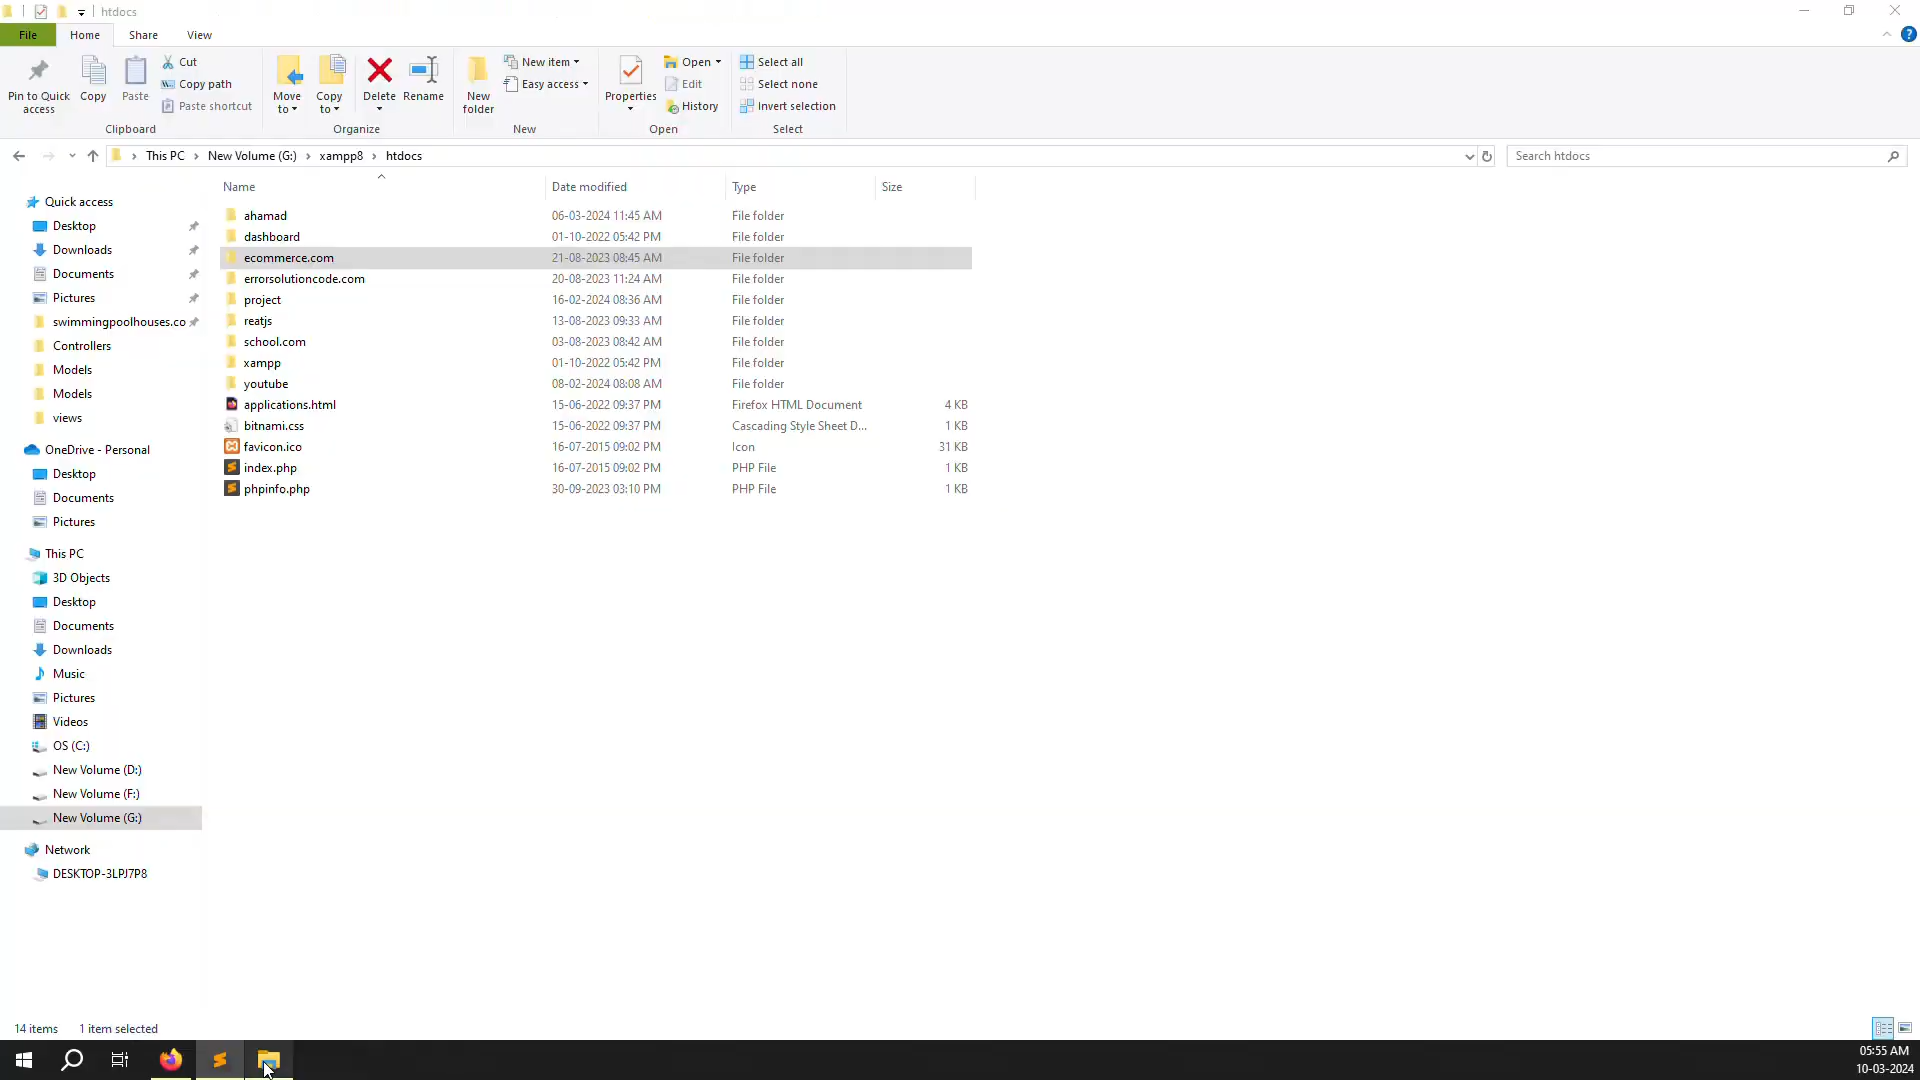 htdocs
File Home Share View
Pin to Quick access
Copy
Paste
Cut
Copy path
Paste shortcut
Clipboard
Move to
Copy to
Delete
Rename
Organize
New folder
New item
Easy access
New
Properties
Open
Edit
History
Open
Select all
Select none
Invert selection
Select
This PC New Volume (G:) xampp8 htdocs
Search htdocs
Quick access
Desktop
Downloads
Documents
Pictures
swimmingpoolhouses.co
Controllers
Models
Models
views
OneDrive - Personal
Desktop
Documents
Pictures
This PC
3D Objects
Desktop
Documents
Downloads
Music
Pictures
Videos
OS (C:)
New Volume (D:)
New Volume (F:)
New Volume (G:)
Network
DESKTOP-3LPJ7P8
Name Date modified Type Size
ahamad 06-03-2024 11:45 AM File folder
dashboard 01-10-2022 05:42 PM File folder
ecommerce.com 21-08-2023 08:45 AM File folder
errorsolutioncode.com 20-08-2023 11:24 AM File folder
project 16-02-2024 08:36 AM File folder
reatjs 13-08-2023 09:33 AM File folder
school.com 03-08-2023 08:42 AM File folder
xampp 01-10-2022 05:42 PM File folder
youtube 08-02-2024 08:08 AM File folder
applications.html 15-06-2022 09:37 PM Firefox HTML Document 4 KB
bitnami.css 15-06-2022 09:37 PM Cascading Style Sheet D... 1 KB
favicon.ico 16-07-2015 09:02 PM Icon 31 KB
index.php 16-07-2015 09:02 PM PHP File 1 KB
phpinfo.php 30-09-2023 03:10 PM PHP File 1 KB
14 items 1 item selected
05:55 AM
10-03-2024